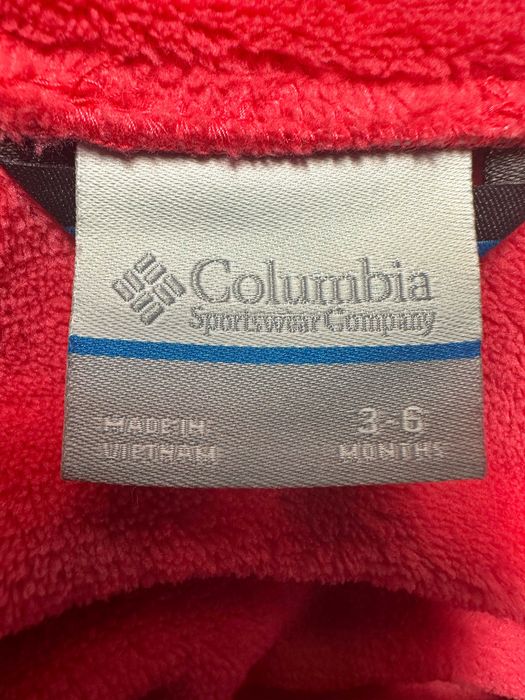 Columbia
Sportswear Company
MADE IN
VIETNAM
3-6
MONTHS